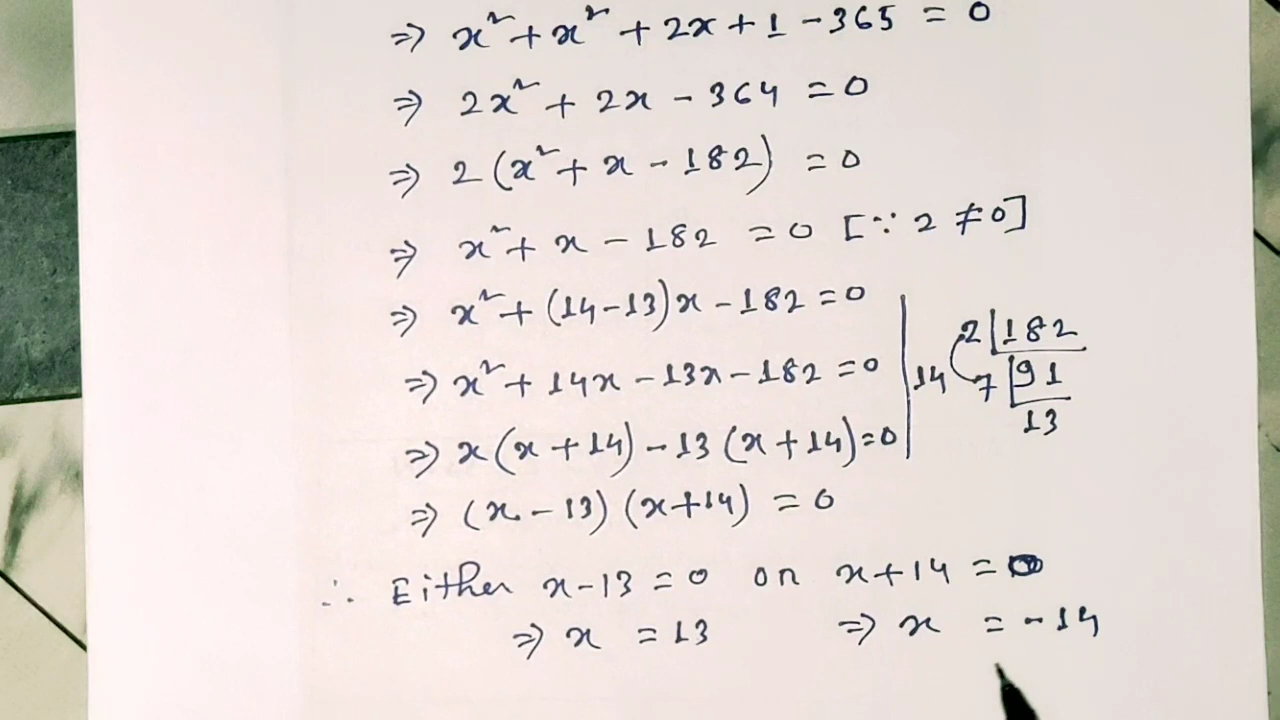 ⇒ x² + x² + 2x + 1 - 365 = 0
⇒ 2x² + 2x - 364 = 0
⇒ 2(x² + x - 182) = 0
⇒ x² + x - 182 = 0 [∵ 2 ≠ 0]
⇒ x² + (14-13)x - 182 = 0
⇒ x² + 14x - 13x - 182 = 0
⇒ x(x + 14) - 13(x + 14) = 0
⇒ (x - 13)(x + 14) = 0
∴ Either x - 13 = 0 or x + 14 = 0
⇒ x = 13 ⇒ x = -14
2 | 182
14 7 | 91
13